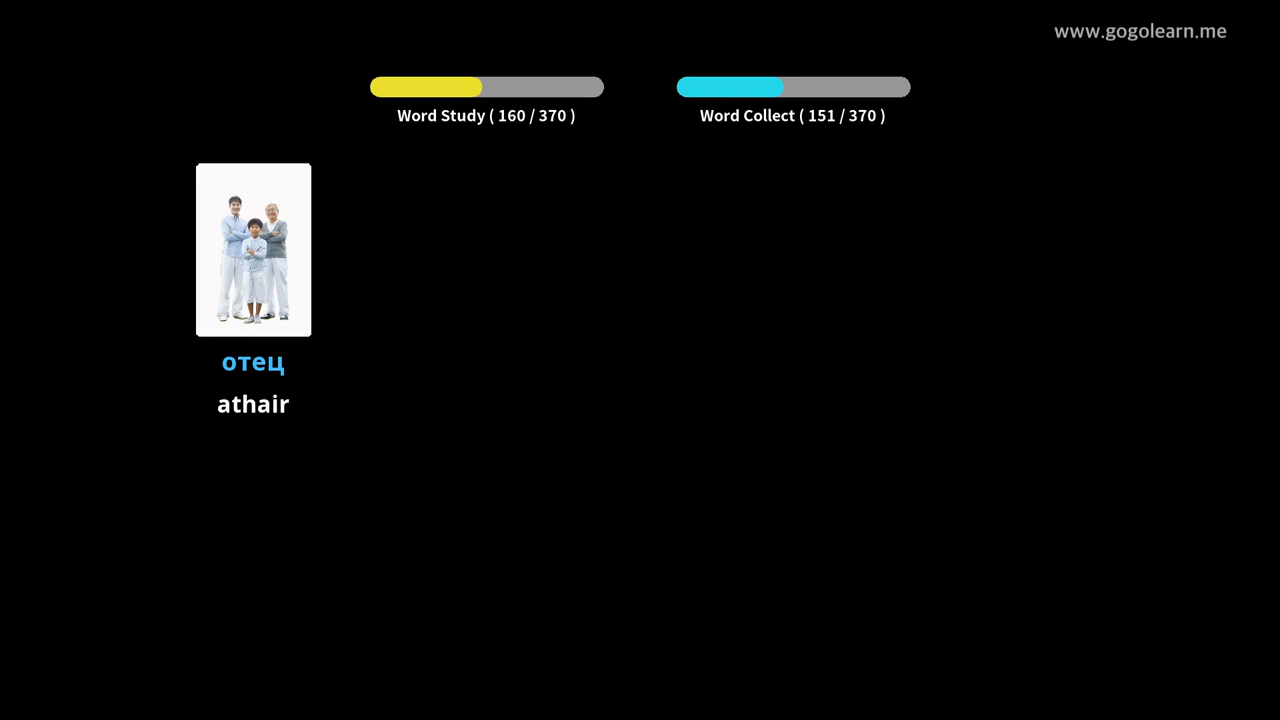 www.gogolearn.me
Word Study ( 160 / 370 )
Word Collect ( 151 / 370 )
отец
athair